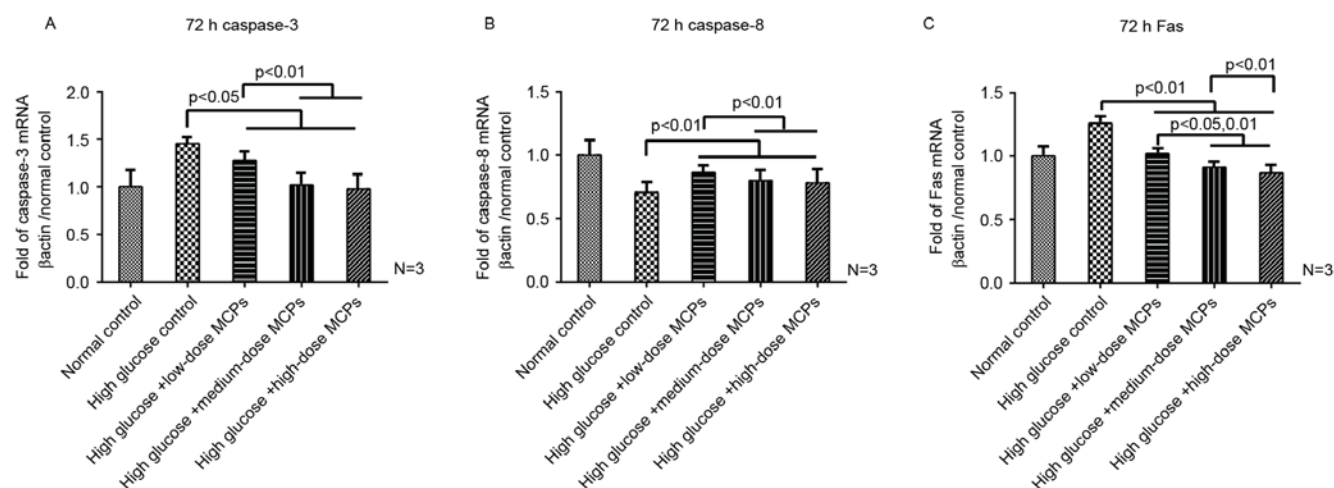 A
72 h caspase-3
Fold of caspase-3 mRNA
βactin /normal control
2.0
1.5
1.0
0.5
0.0
p<0.01
p<0.05
N=3
Normal control
High glucose control
High glucose +low-dose MCPs
High glucose +medium-dose MCPs
High glucose +high-dose MCPs
B
72 h caspase-8
Fold of caspase-8 mRNA
βactin /normal control
1.5
1.0
0.5
0.0
p<0.01
p<0.01
N=3
Normal control
High glucose control
High glucose +low-dose MCPs
High glucose +medium-dose MCPs
High glucose +high-dose MCPs
C
72 h Fas
Fold of Fas mRNA
βactin /normal control
1.5
1.0
0.5
0.0
p<0.01
p<0.01
p<0.05,0.01
N=3
Normal control
High glucose control
High glucose +low-dose MCPs
High glucose +medium-dose MCPs
High glucose +high-dose MCPs